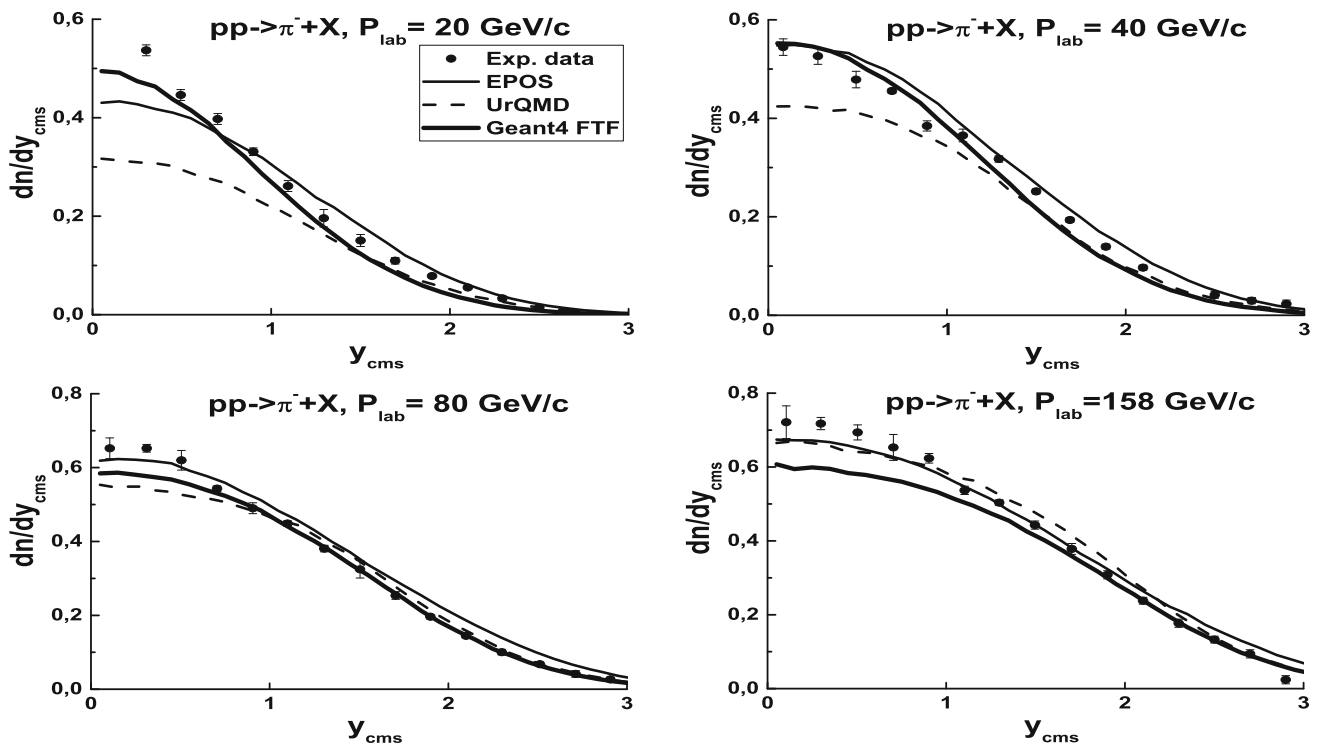 pp->π⁻+X, P_lab= 20 GeV/c
Exp. data
EPOS
UrQMD
Geant4 FTF
dn/dy_cms
0,6
0,4
0,2
0,0
0 1 2 3
y_cms
pp->π⁻+X, P_lab= 40 GeV/c
dn/dy_cms
0,6
0,4
0,2
0,0
0 1 2 3
y_cms
pp->π⁻+X, P_lab= 80 GeV/c
dn/dy_cms
0,8
0,6
0,4
0,2
0,0
0 1 2 3
y_cms
pp->π⁻+X, P_lab=158 GeV/c
dn/dy_cms
0,8
0,6
0,4
0,2
0,0
0 1 2 3
y_cms